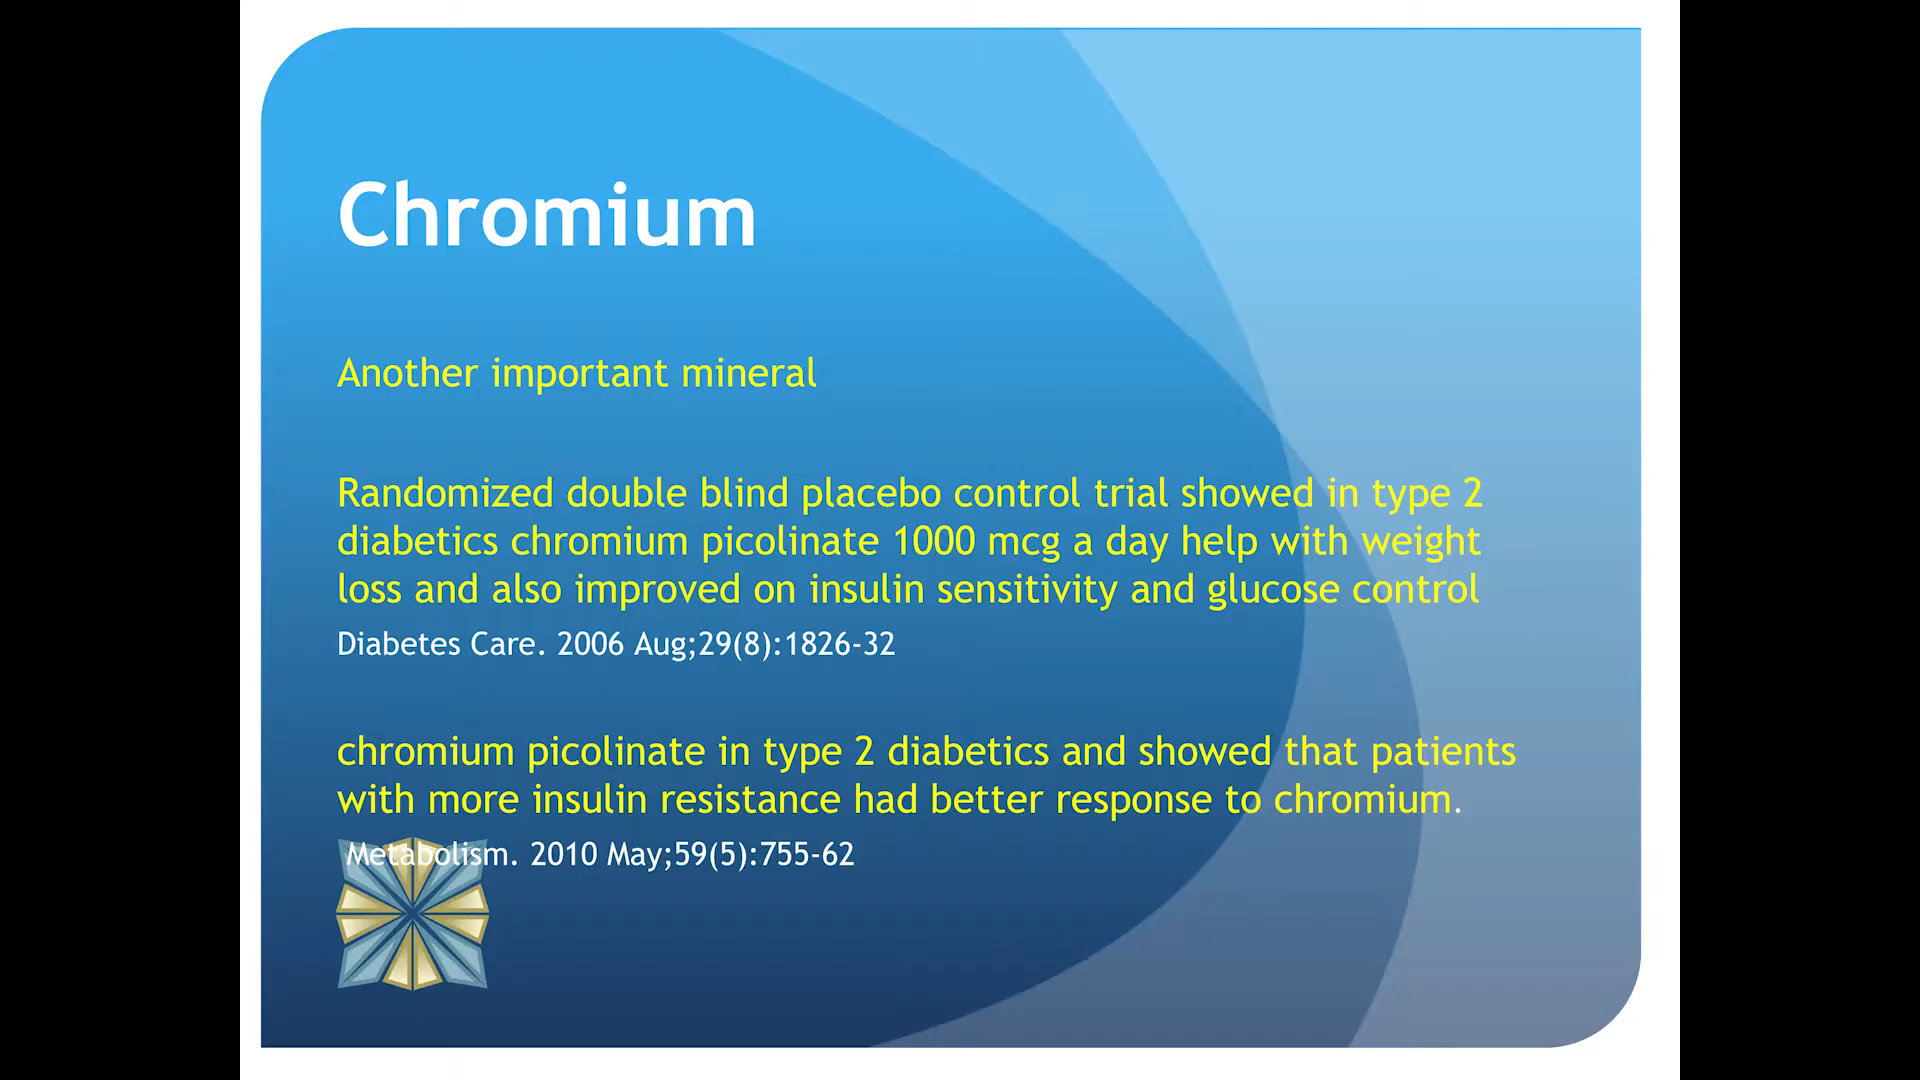 Chromium
Another important mineral
Randomized double blind placebo control trial showed in type 2
diabetics chromium picolinate 1000 mcg a day help with weight
loss and also improved on insulin sensitivity and glucose control
Diabetes Care. 2006 Aug;29(8):1826-32
chromium picolinate in type 2 diabetics and showed that patients
with more insulin resistance had better response to chromium.
Metabolism. 2010 May;59(5):755-62